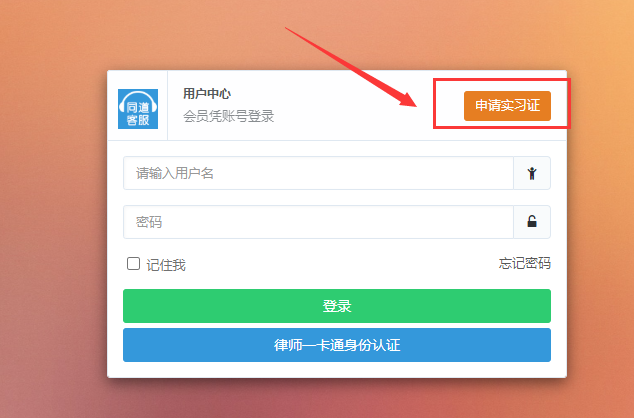 同道
客服
用户中心
会员凭账号登录
申请实习证
请输入用户名
密码
记住我
忘记密码
登录
律师一卡通身份认证